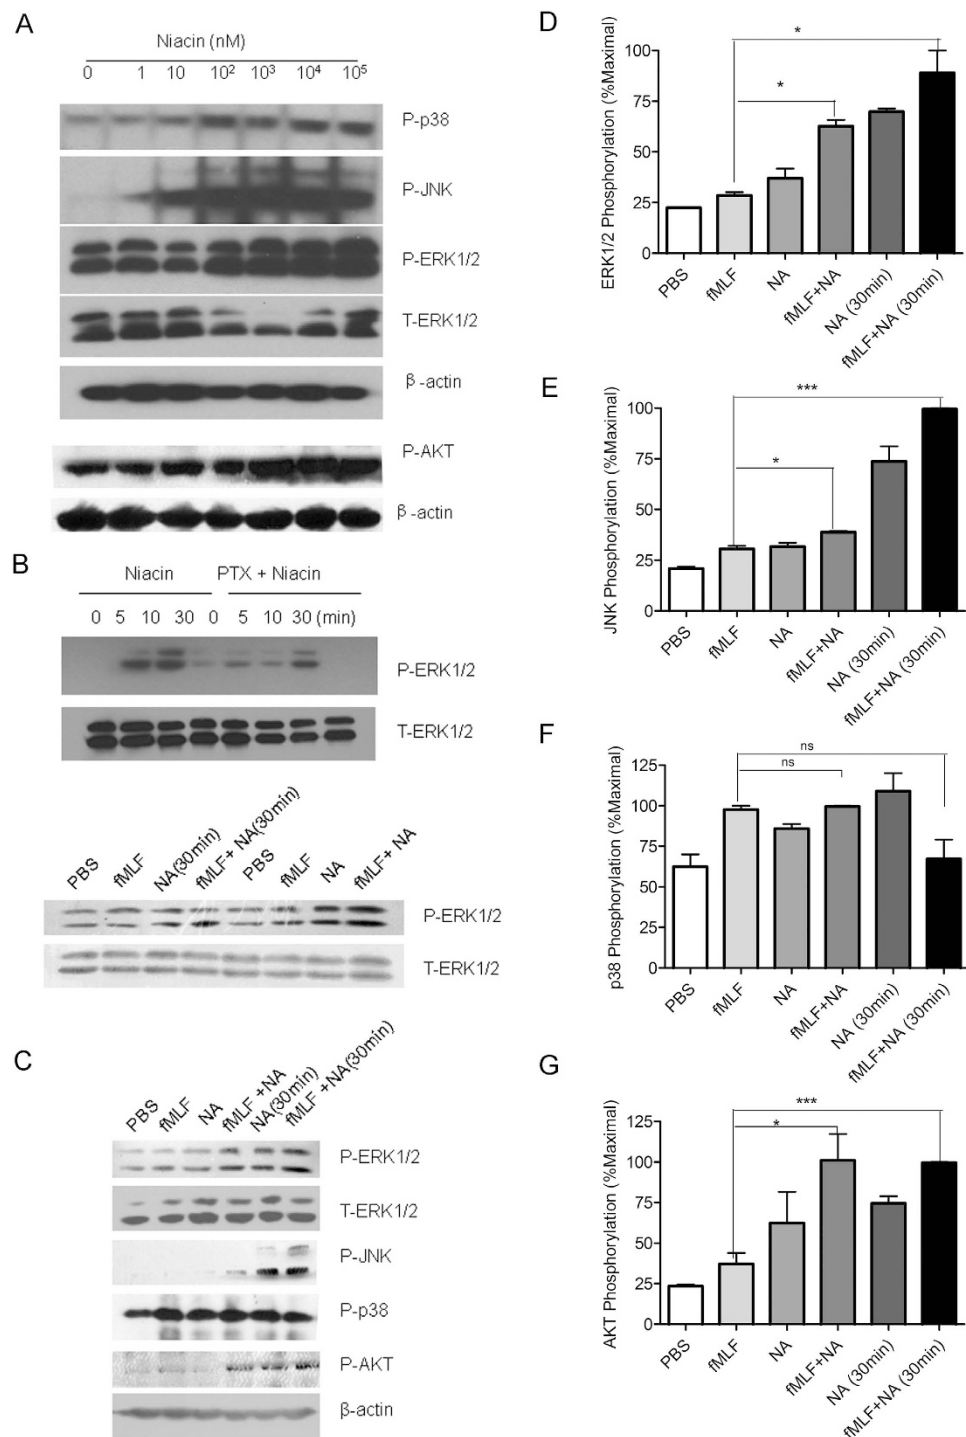 A
Niacin (nM)
0 1 10 10² 10³ 10⁴ 10⁵
P-p38
P-JNK
P-ERK1/2
T-ERK1/2
β-actin
P-AKT
β-actin
B
Niacin PTX + Niacin
0 5 10 30 0 5 10 30 (min)
P-ERK1/2
T-ERK1/2
PBS fMLF NA(30min) fMLF+ NA(30min) PBS fMLF NA fMLF+ NA
P-ERK1/2
T-ERK1/2
C
PBS fMLF NA fMLF +NA NA(30min) fMLF +NA(30min)
P-ERK1/2
T-ERK1/2
P-JNK
P-p38
P-AKT
β-actin
D
ERK1/2 Phosphorylation (%Maximal)
100
75
50
25
0
*
*
PBS fMLF NA fMLF+NA NA (30min) fMLF+NA (30min)
E
JNK Phosphorylation (%Maximal)
100
75
50
25
0
***
*
PBS fMLF NA fMLF+NA NA (30min) fMLF+NA (30min)
F
p38 Phosphorylation (%Maximal)
125
100
75
50
25
0
ns
ns
PBS fMLF NA fMLF+NA NA (30min) fMLF+NA (30min)
G
AKT Phosphorylation (%Maximal)
125
100
75
50
25
0
***
*
PBS fMLF NA fMLF+NA NA (30min) fMLF+NA (30min)